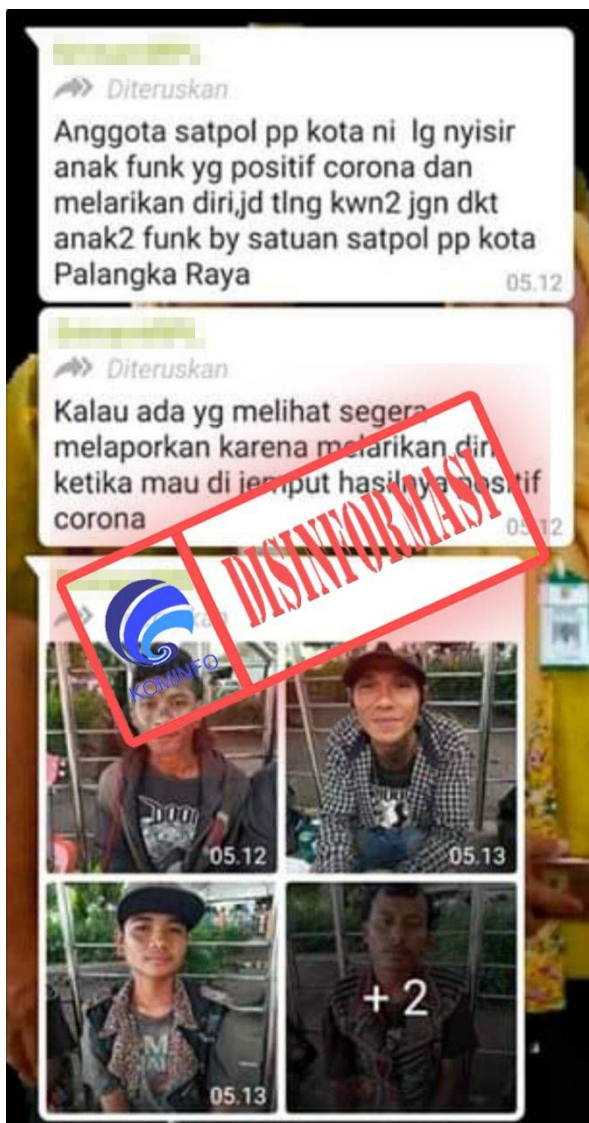 Diteruskan
Anggota satpol pp kota ni lg nyisir
anak funk yg positif corona dan
melarikan diri,jd tlng kwn2 jgn dkt
anak2 funk by satuan satpol pp kota
Palangka Raya
05.12
Diteruskan
Kalau ada yg melihat segera
melaporkan karena melarikan diri
ketika mau di jemput hasilnya positif
corona
05.12
DISINFORMASI
KOMINFO
05.12
05.13
05.13
+ 2